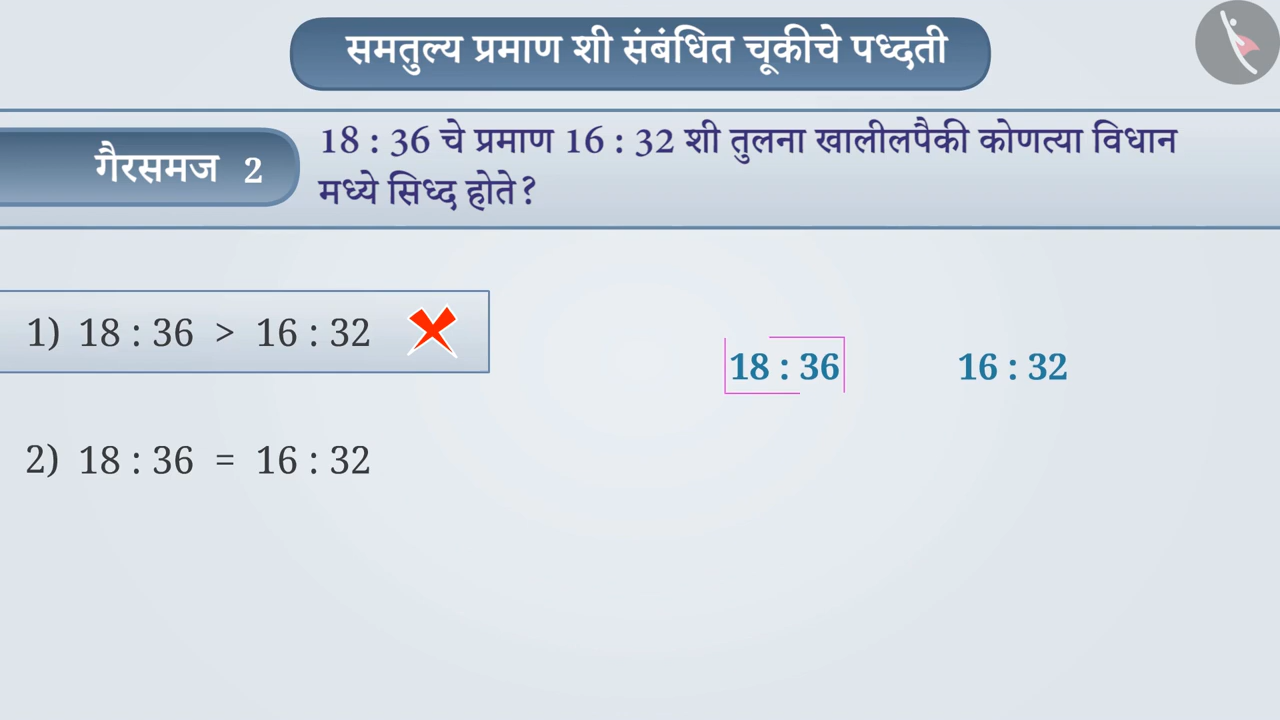 समतुल्य प्रमाण शी संबंधित चूकीचे पध्दती
गैरसमज 2
18 : 36 चे प्रमाण 16 : 32 शी तुलना खालीलपैकी कोणत्या विधान
मध्ये सिध्द होते?
1) 18 : 36 > 16 : 32
18 : 36 16 : 32
2) 18 : 36 = 16 : 32